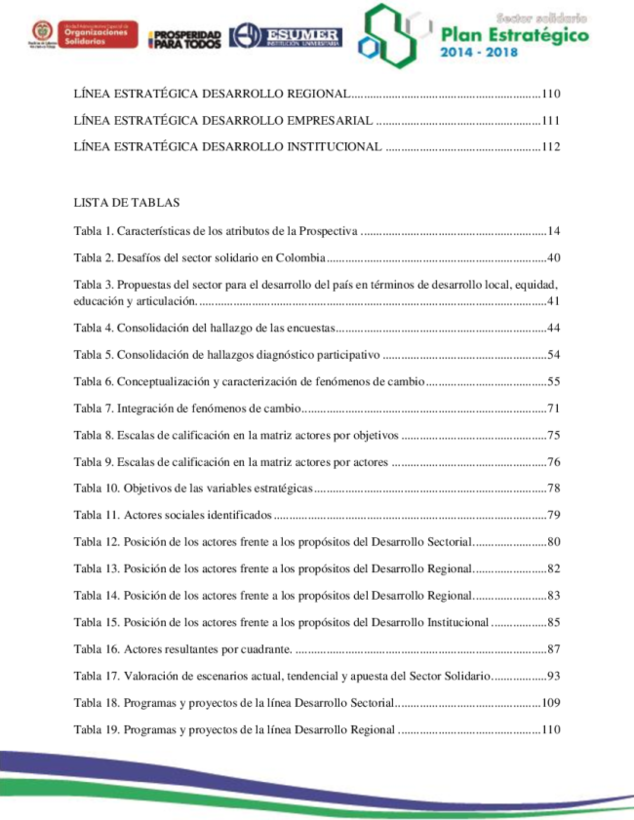 Unidad Administrativa Especial de
Organizaciones
Solidarias
PROSPERIDAD
PARA TODOS
ESUMER
INSTITUCIÓN UNIVERSITARIA
Sector solidario
Plan Estratégico
2014 - 2018
LÍNEA ESTRATÉGICA DESARROLLO REGIONAL............................................................110
LÍNEA ESTRATÉGICA DESARROLLO EMPRESARIAL ....................................................111
LÍNEA ESTRATÉGICA DESARROLLO INSTITUCIONAL .................................................112
LISTA DE TABLAS
Tabla 1. Características de los atributos de la Prospectiva ...........................................................14
Tabla 2. Desafíos del sector solidario en Colombia......................................................................40
Tabla 3. Propuestas del sector para el desarrollo del país en términos de desarrollo local, equidad,
educación y articulación. ...............................................................................................................41
Tabla 4. Consolidación del hallazgo de las encuestas...................................................................44
Tabla 5. Consolidación de hallazgos diagnóstico participativo ....................................................54
Tabla 6. Conceptualización y caracterización de fenómenos de cambio.......................................55
Tabla 7. Integración de fenómenos de cambio..............................................................................71
Tabla 8. Escalas de calificación en la matriz actores por objetivos ..............................................75
Tabla 9. Escalas de calificación en la matriz actores por actores .................................................76
Tabla 10. Objetivos de las variables estratégicas..........................................................................78
Tabla 11. Actores sociales identificados.......................................................................................79
Tabla 12. Posición de los actores frente a los propósitos del Desarrollo Sectorial........................80
Tabla 13. Posición de los actores frente a los propósitos del Desarrollo Regional........................82
Tabla 14. Posición de los actores frente a los propósitos del Desarrollo Regional........................83
Tabla 15. Posición de los actores frente a los propósitos del Desarrollo Institucional ..................85
Tabla 16. Actores resultantes por cuadrante. ................................................................................87
Tabla 17. Valoración de escenarios actual, tendencial y apuesta del Sector Solidario..................93
Tabla 18. Programas y proyectos de la línea Desarrollo Sectorial..............................................109
Tabla 19. Programas y proyectos de la línea Desarrollo Regional .............................................110